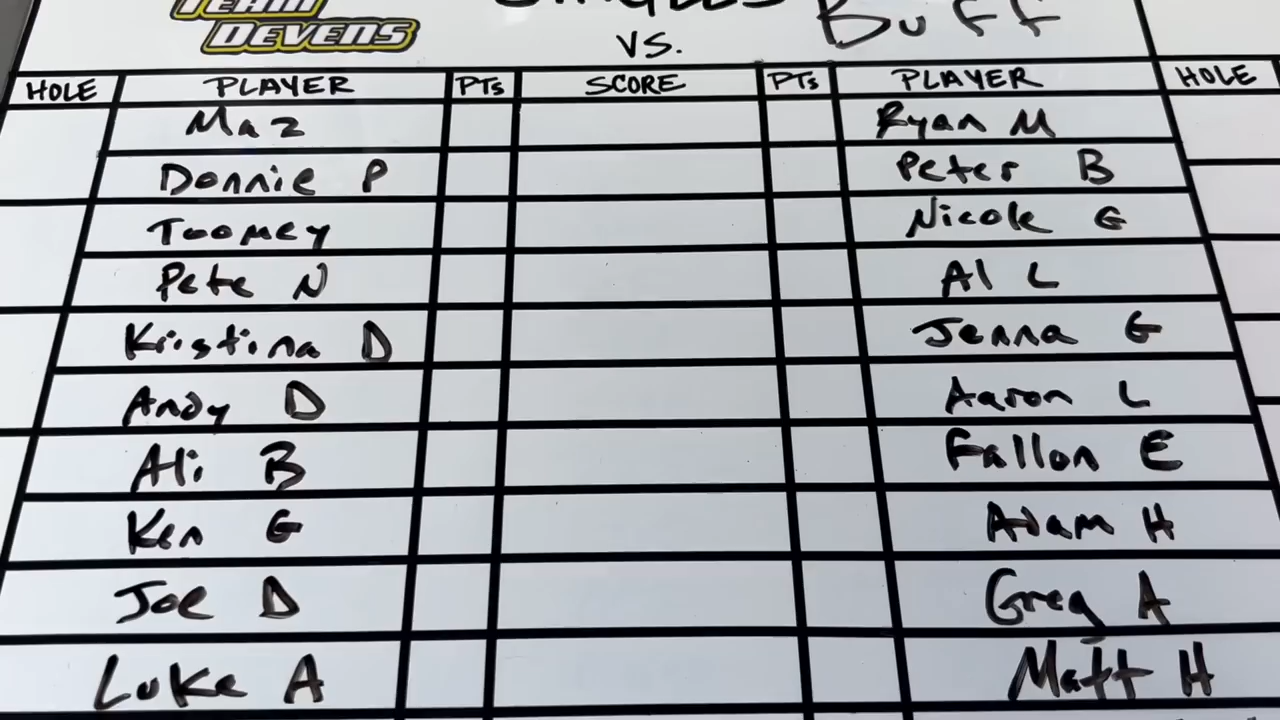 TEAM Singles Buff
DEVENS VS.
HOLE PLAYER PTs SCORE PTs PLAYER HOLE
Maz Ryan M
Donnie P Peter B
Toomey Nicole G
Pete N Al L
Kristina D Jenna G
Andy D Aaron L
Ali B Fallon E
Ken G Adam H
Joe D Greg A
Luke A Matt H